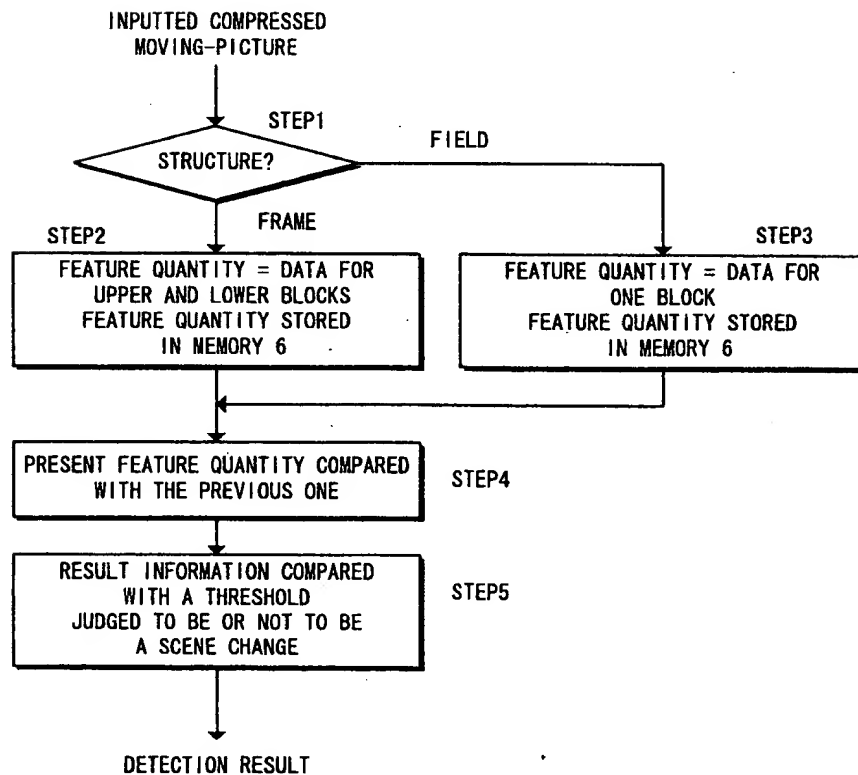 INPUTTED COMPRESSED
MOVING-PICTURE
STEP1
STRUCTURE?
FIELD
FRAME
STEP2
FEATURE QUANTITY = DATA FOR
UPPER AND LOWER BLOCKS
FEATURE QUANTITY STORED
IN MEMORY 6
STEP3
FEATURE QUANTITY = DATA FOR
ONE BLOCK
FEATURE QUANTITY STORED
IN MEMORY 6
PRESENT FEATURE QUANTITY COMPARED
WITH THE PREVIOUS ONE
STEP4
RESULT INFORMATION COMPARED
WITH A THRESHOLD
JUDGED TO BE OR NOT TO BE
A SCENE CHANGE
STEP5
DETECTION RESULT